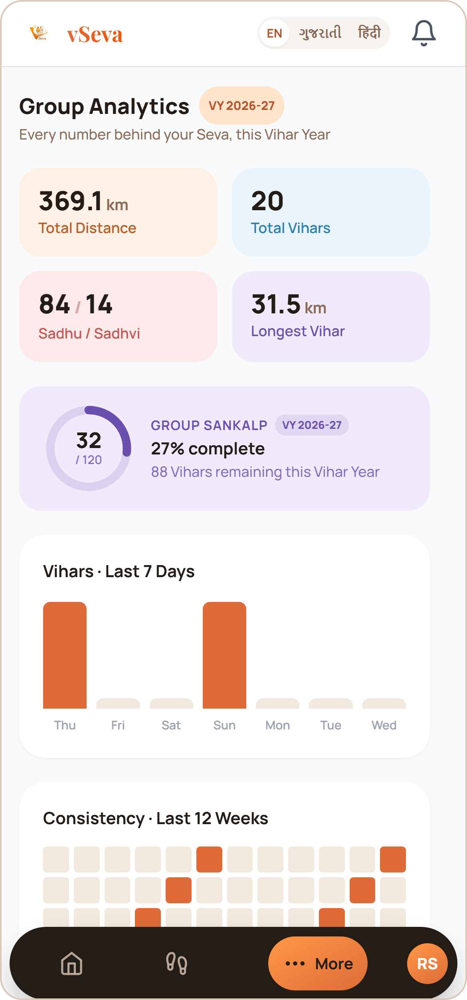 Seva
vSeva
EN ગુજરાતી हिंदी
Group Analytics VY 2026-27
Every number behind your Seva, this Vihar Year
369.1 km
Total Distance
20
Total Vihars
84 / 14
Sadhu / Sadhvi
31.5 km
Longest Vihar
32
/ 120
GROUP SANKALP VY 2026-27
27% complete
88 Vihars remaining this Vihar Year
Vihars · Last 7 Days
Thu Fri Sat Sun Mon Tue Wed
Consistency · Last 12 Weeks
More
RS